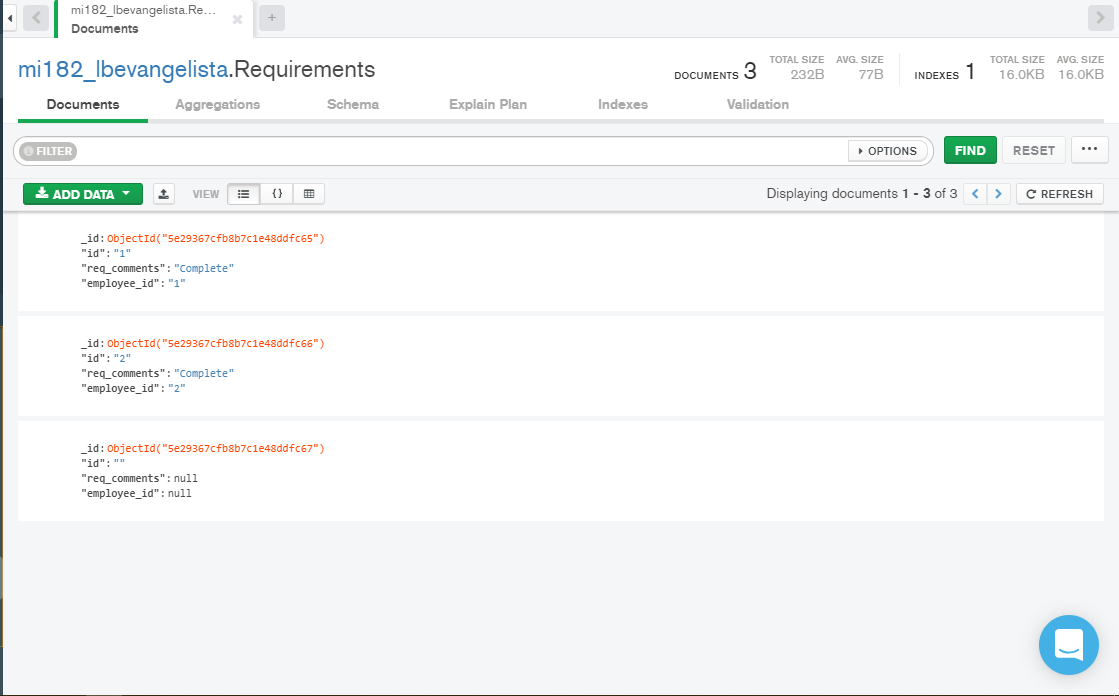 mi182_lbevangelista.Re...
Documents
mi182_lbevangelista.Requirements
DOCUMENTS 3 TOTAL SIZE 232B AVG. SIZE 77B INDEXES 1 TOTAL SIZE 16.0KB AVG. SIZE 16.0KB
Documents Aggregations Schema Explain Plan Indexes Validation
FILTER OPTIONS FIND RESET ...
ADD DATA VIEW {} Displaying documents 1 - 3 of 3 REFRESH
_id: ObjectId("5e29367cfb8b7c1e48ddfc65")
"id": "1"
"req_comments": "Complete"
"employee_id": "1"
_id: ObjectId("5e29367cfb8b7c1e48ddfc66")
"id": "2"
"req_comments": "Complete"
"employee_id": "2"
_id: ObjectId("5e29367cfb8b7c1e48ddfc67")
"id": ""
"req_comments": null
"employee_id": null